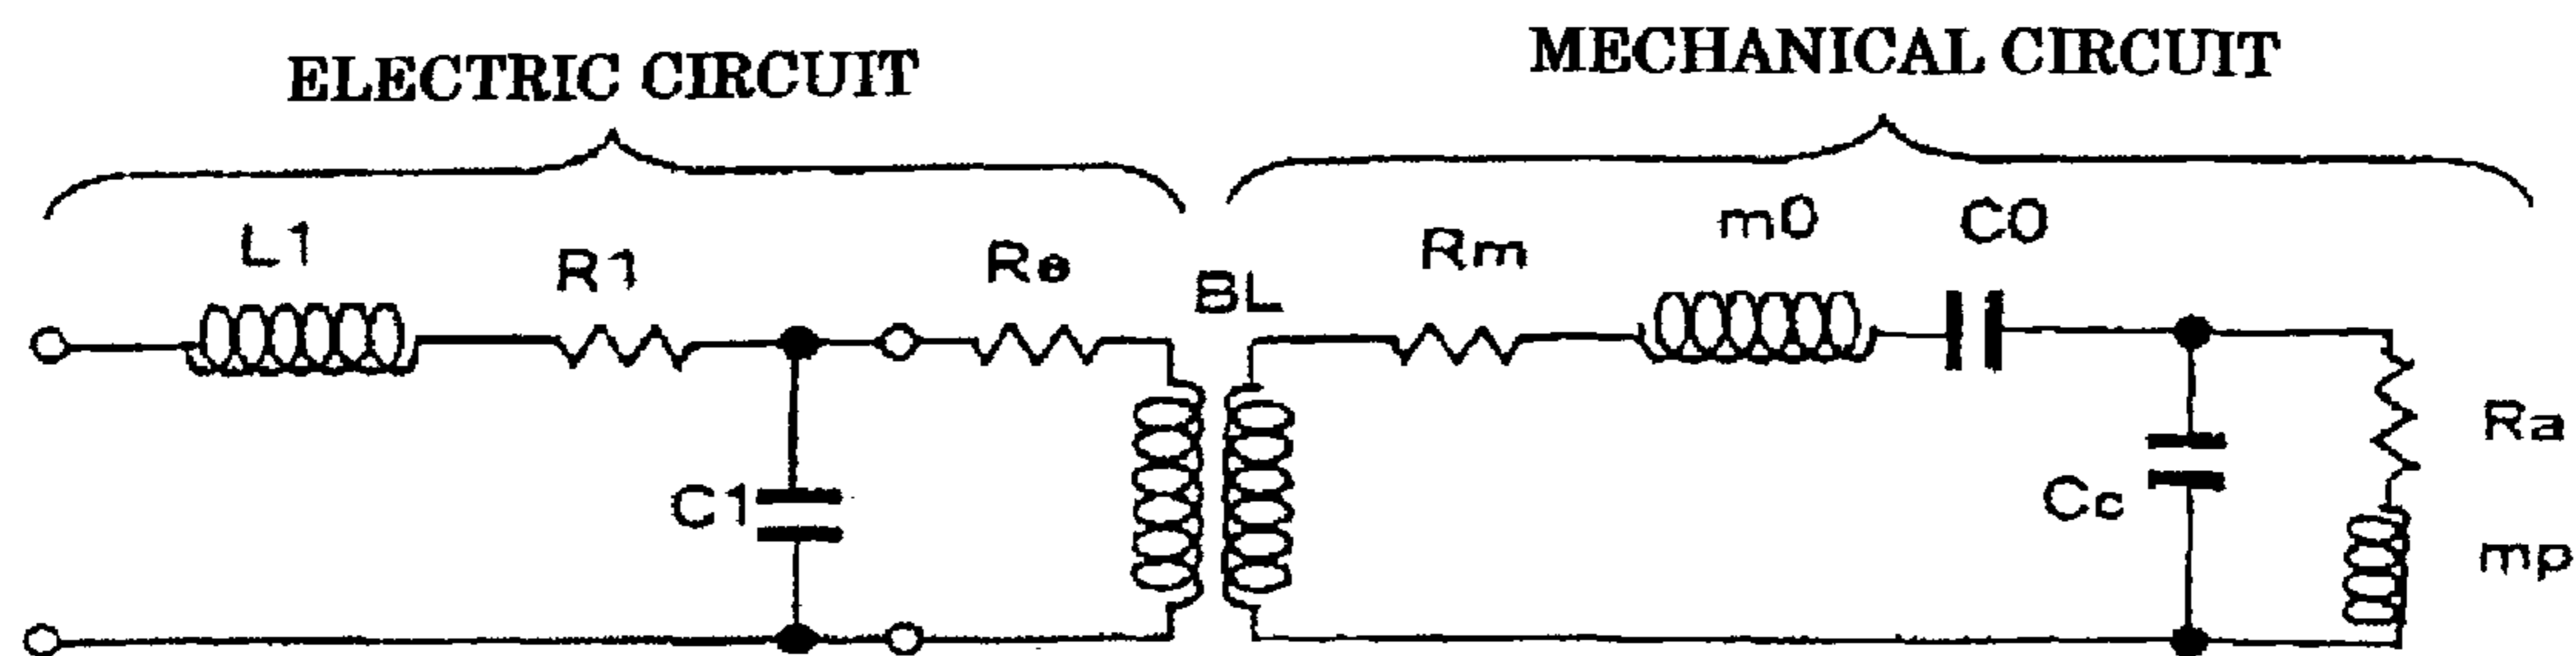 ELECTRIC CIRCUIT
MECHANICAL CIRCUIT
L1
R1
Re
BL
Rm
m0
C0
C1
Cc
Ra
mp